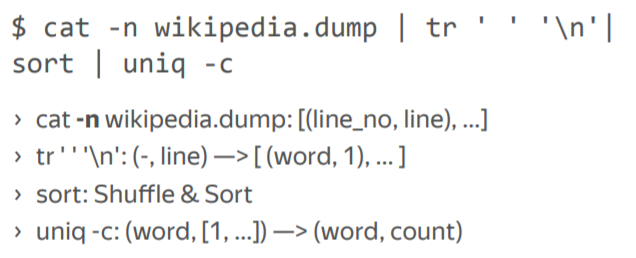 $ cat -n wikipedia.dump | tr ' ' '\n'|
sort | uniq -c
› cat -n wikipedia.dump: [(line_no, line), ...]
› tr ' ' '\n': (-, line) —> [ (word, 1), ... ]
› sort: Shuffle & Sort
› uniq -c: (word, [1, ...]) —> (word, count)